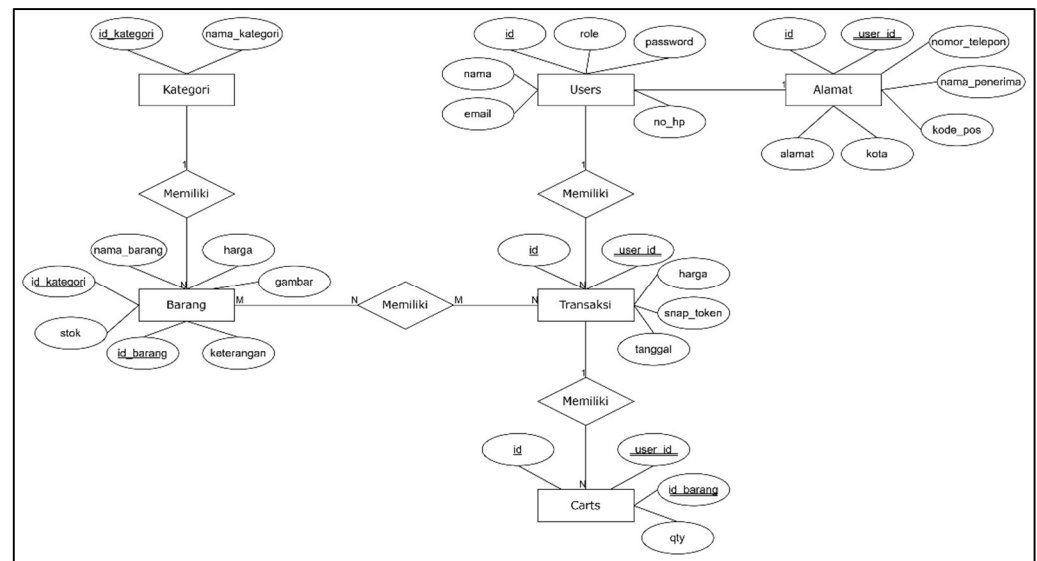 id_kategori
nama_kategori
Kategori
1
Memiliki
nama_barang
harga
id_kategori
gambar
N
Barang
M
stok
id_barang
keterangan
N
Memiliki
M
id
role
password
nama
email
Users
no_hp
1
id
user_id
nomor_telepon
nama_penerima
Alamat
kode_pos
alamat
kota
1
Memiliki
id
user_id
N
N
Transaksi
harga
snap_token
tanggal
1
Memiliki
id
user_id
N
Carts
id_barang
qty